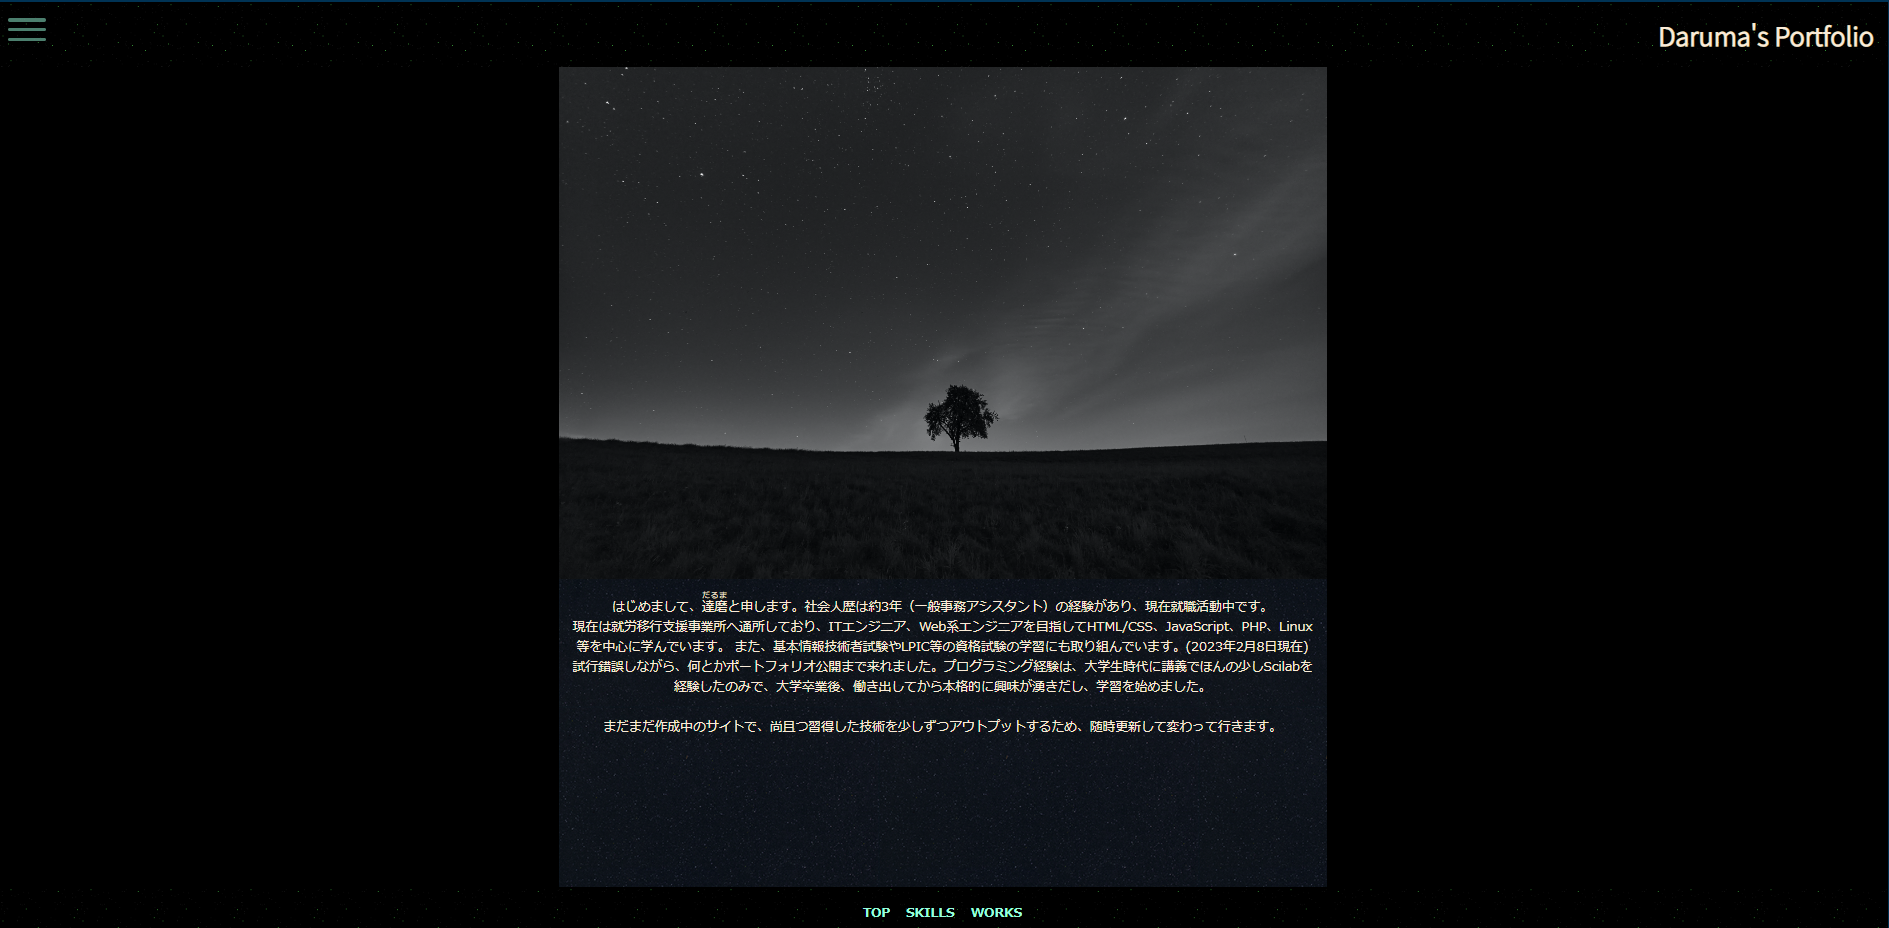 Daruma's Portfolio
だるま
はじめまして、達磨と申します。社会人歴は約3年（一般事務アシスタント）の経験があり、現在就職活動中です。
現在は就労移行支援事業所へ通所しており、ITエンジニア、Web系エンジニアを目指してHTML/CSS、JavaScript、PHP、Linux
等を中心に学んでいます。 また、基本情報技術者試験やLPIC等の資格試験の学習にも取り組んでいます。(2023年2月8日現在)
試行錯誤しながら、何とかポートフォリオ公開まで来れました。プログラミング経験は、大学生時代に講義でほんの少しScilabを
経験したのみで、大学卒業後、働き出してから本格的に興味が湧きだし、学習を始めました。
まだまだ作成中のサイトで、尚且つ習得した技術を少しずつアウトプットするため、随時更新して変わって行きます。
TOP SKILLS WORKS